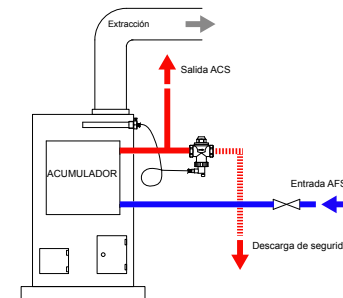 Extracción
Salida ACS
ACUMULADOR
Entrada AFS
Descarga de segurid